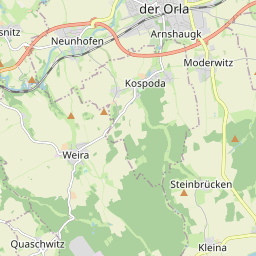 der Orla
snitz
Neunhofen
Arnshaugk
Moderwitz
Kospoda
Weira
Steinbrücken
Quaschwitz
Kleina